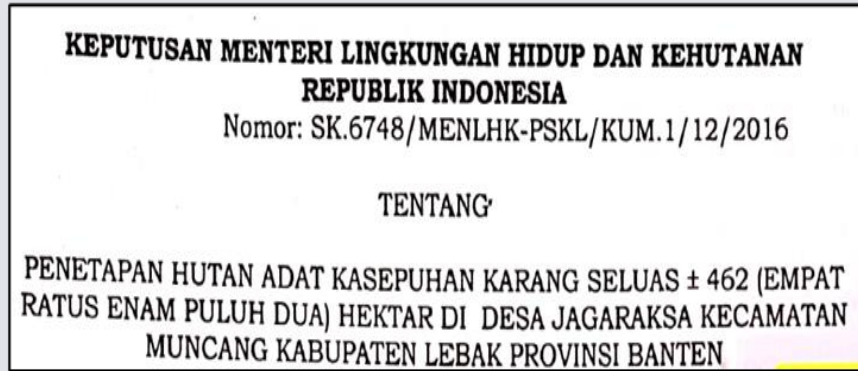 KEPUTUSAN MENTERI LINGKUNGAN HIDUP DAN KEHUTANAN
REPUBLIK INDONESIA
Nomor: SK.6748/MENLHK-PSKL/KUM.1/12/2016
TENTANG
PENETAPAN HUTAN ADAT KASEPUHAN KARANG SELUAS ± 462 (EMPAT
RATUS ENAM PULUH DUA) HEKTAR DI DESA JAGARAKSA KECAMATAN
MUNCANG KABUPATEN LEBAK PROVINSI BANTEN